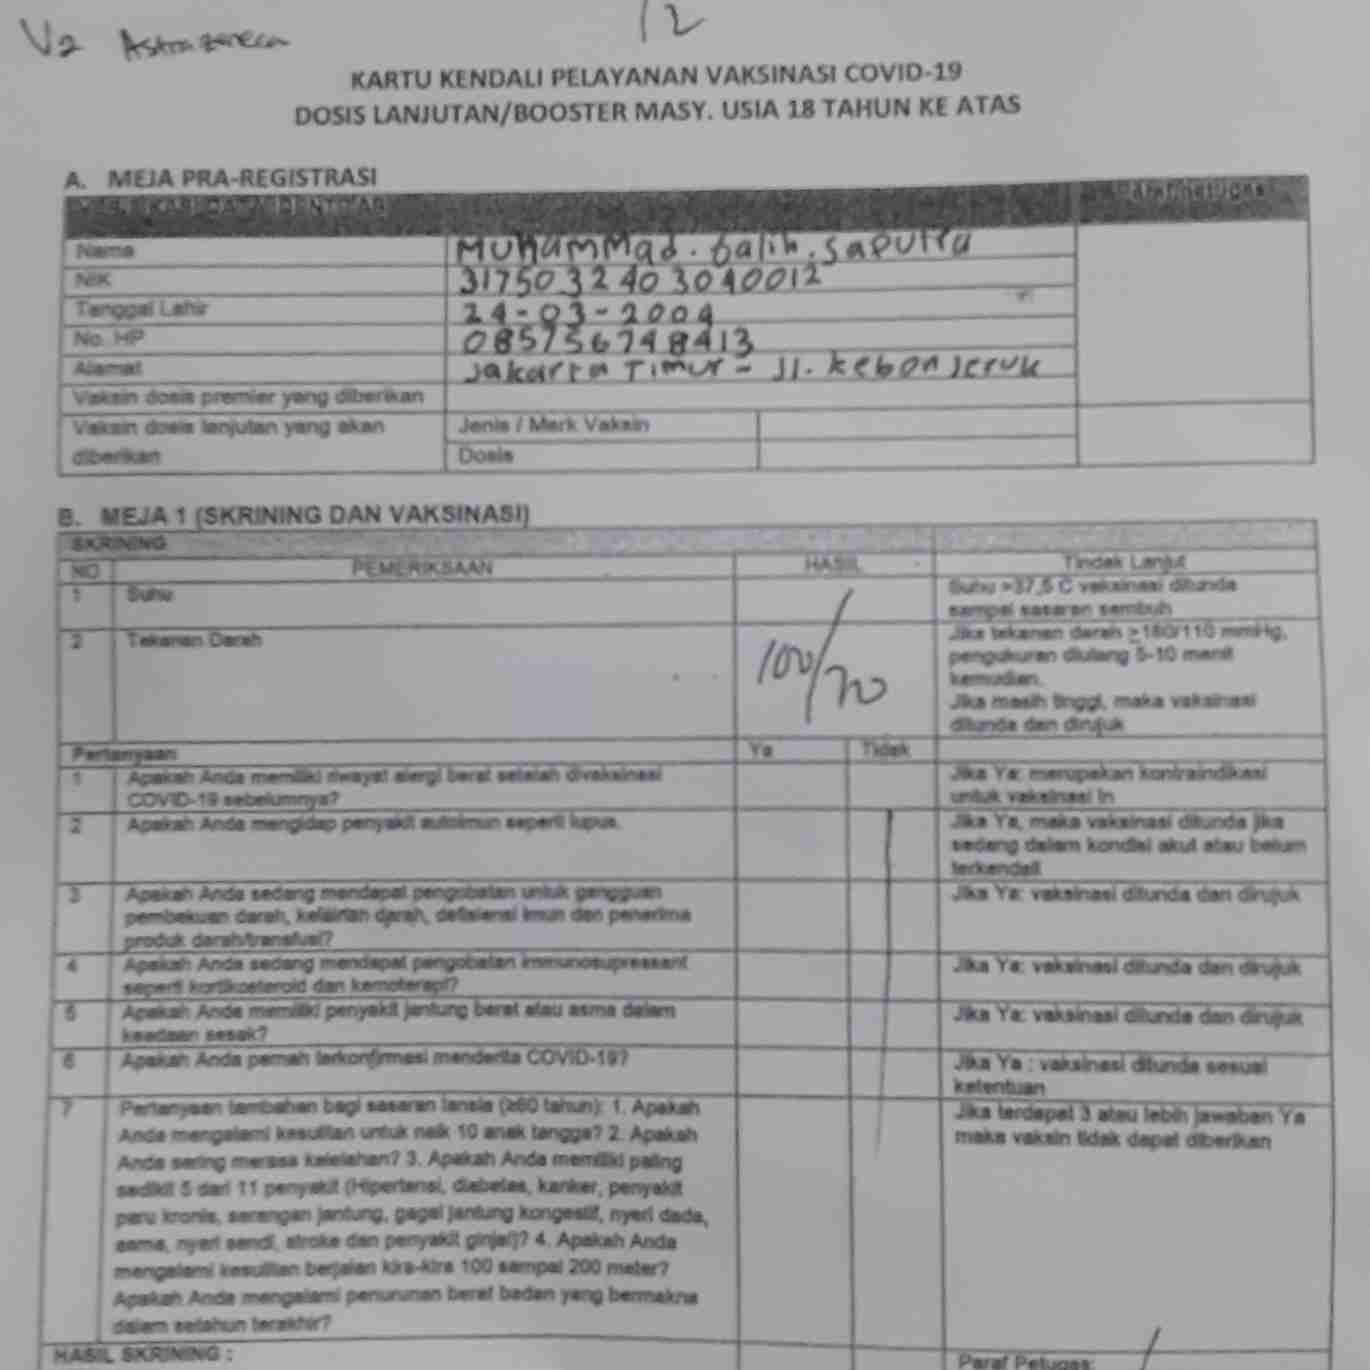 V2 Astrazeneca
12
KARTU KENDALI PELAYANAN VAKSINASI COVID-19
DOSIS LANJUTAN/BOOSTER MASY. USIA 18 TAHUN KE ATAS
A. MEJA PRA-REGISTRASI
Paraf Petugas
Nama Muhammad. Galih. Saputra
NIK 3175032403040012
Tanggal Lahir 24-03-2004
No. HP 085756748413
Alamat Jakarta Timur - Jl. Kebon Jeruk
Vaksin dosis premier yang diberikan
Vaksin dosis lanjutan yang akan Jenis / Merk Vaksin
diberikan Dosis
B. MEJA 1 (SKRINING DAN VAKSINASI)
SKRINING
NO PEMERIKSAAN HASIL Tindak Lanjut
1 Suhu Suhu >37,5 C vaksinasi ditunda
sampai sasaran sembuh
2 Tekanan Darah 100/70 Jika tekanan darah ≥180/110 mmHg,
pengukuran diulang 5-10 menit
kemudian.
Jika masih tinggi, maka vaksinasi
ditunda dan dirujuk
Pertanyaan Ya Tidak
1 Apakah Anda memiliki riwayat alergi berat setelah divaksinasi Jika Ya: merupakan kontraindikasi
COVID-19 sebelumnya? untuk vaksinasi in
2 Apakah Anda mengidap penyakit autoimun seperti lupus. Jika Ya, maka vaksinasi ditunda jika
sedang dalam kondisi akut atau belum
terkendali
3 Apakah Anda sedang mendapat pengobatan untuk gangguan Jika Ya: vaksinasi ditunda dan dirujuk
pembekuan darah, kelainan darah, defisiensi imun dan penerima
produk darah/transfusi?
4 Apakah Anda sedang mendapat pengobatan immunosupressant Jika Ya: vaksinasi ditunda dan dirujuk
seperti kortikosteroid dan kemoterapi?
5 Apakah Anda memiliki penyakit jantung berat atau asma dalam Jika Ya: vaksinasi ditunda dan dirujuk
keadaan sesak?
6 Apakah Anda pernah terkonfirmasi menderita COVID-19? Jika Ya : vaksinasi ditunda sesuai
ketentuan
7 Pertanyaan tambahan bagi sasaran lansia (≥60 tahun): 1. Apakah Jika terdapat 3 atau lebih jawaban Ya
Anda mengalami kesulitan untuk naik 10 anak tangga? 2. Apakah maka vaksin tidak dapat diberikan
Anda sering merasa kelelahan? 3. Apakah Anda memiliki paling
sedikit 5 dari 11 penyakit (Hipertensi, diabetes, kanker, penyakit
paru kronis, serangan jantung, gagal jantung kongestif, nyeri dada,
asma, nyeri sendi, stroke dan penyakit ginjal)? 4. Apakah Anda
mengalami kesulitan berjalan kira-kira 100 sampai 200 meter?
Apakah Anda mengalami penurunan berat badan yang bermakna
dalam setahun terakhir?
HASIL SKRINING :
Paraf Petugas: